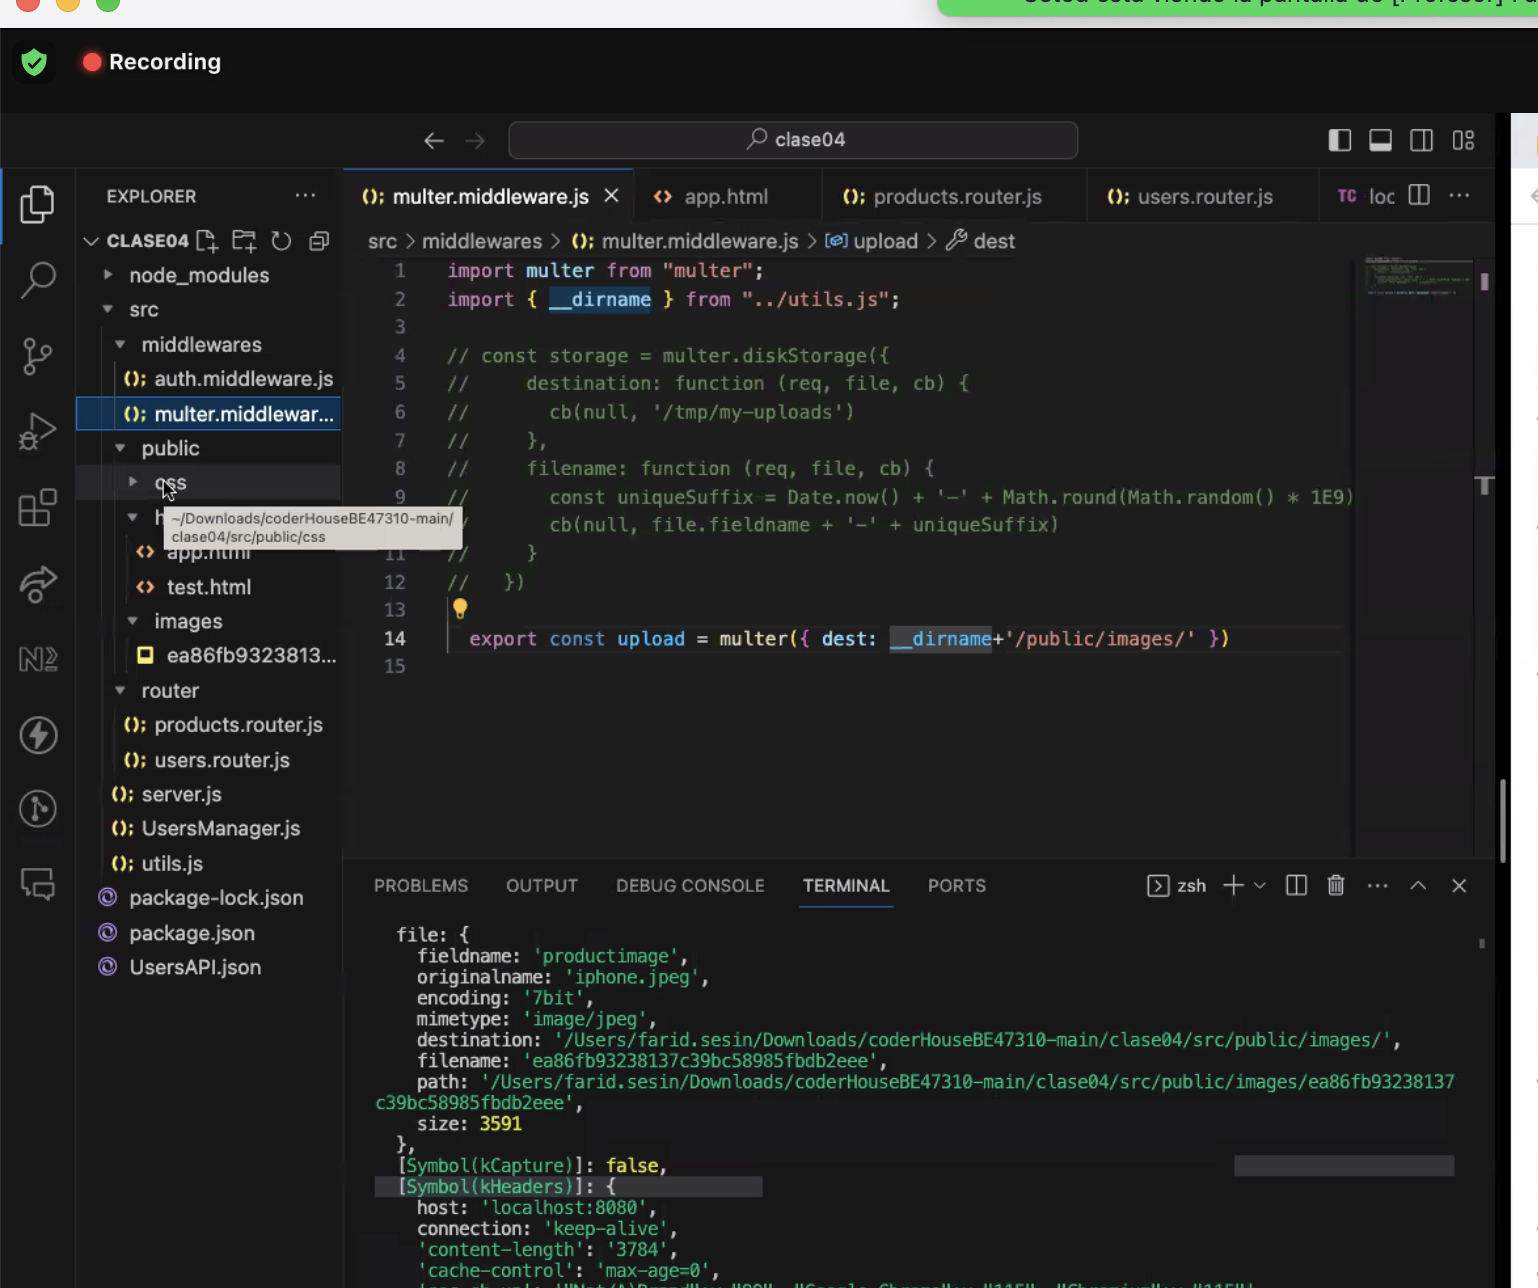 Recording
clase04
EXPLORER
multer.middleware.js
app.html
products.router.js
users.router.js
TC loc
CLASE04
src > middlewares > multer.middleware.js > upload > dest
node_modules
src
middlewares
auth.middleware.js
multer.middlewar...
public
css
~/Downloads/coderHouseBE47310-main/
clase04/src/public/css
app.html
test.html
images
ea86fb9323813...
router
products.router.js
users.router.js
server.js
UsersManager.js
utils.js
package-lock.json
package.json
UsersAPI.json
1 import multer from "multer";
2 import { __dirname } from "../utils.js";
3
4 // const storage = multer.diskStorage({
5 //     destination: function (req, file, cb) {
6 //       cb(null, '/tmp/my-uploads')
7 //     },
8 //     filename: function (req, file, cb) {
9 //       const uniqueSuffix = Date.now() + '-' + Math.round(Math.random() * 1E9)
//       cb(null, file.fieldname + '-' + uniqueSuffix)
11 //     }
12 //   })
13
14 export const upload = multer({ dest: __dirname+'/public/images/' })
15
PROBLEMS OUTPUT DEBUG CONSOLE TERMINAL PORTS
zsh
file: {
fieldname: 'productimage',
originalname: 'iphone.jpeg',
encoding: '7bit',
mimetype: 'image/jpeg',
destination: '/Users/farid.sesin/Downloads/coderHouseBE47310-main/clase04/src/public/images/',
filename: 'ea86fb93238137c39bc58985fbdb2eee',
path: '/Users/farid.sesin/Downloads/coderHouseBE47310-main/clase04/src/public/images/ea86fb93238137
c39bc58985fbdb2eee',
size: 3591
},
[Symbol(kCapture)]: false,
[Symbol(kHeaders)]: {
host: 'localhost:8080',
connection: 'keep-alive',
'content-length': '3784',
'cache-control': 'max-age=0',